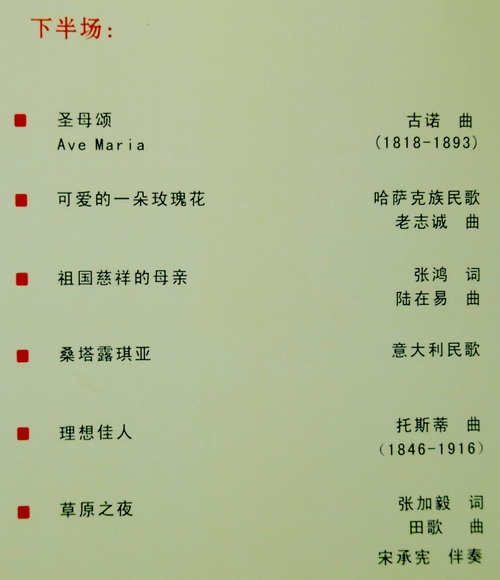 下半场:
圣母颂 古诺 曲
Ave Maria (1818-1893)
可爱的一朵玫瑰花 哈萨克族民歌
老志诚 曲
祖国慈祥的母亲 张鸿 词
陆在易 曲
桑塔露琪亚 意大利民歌
理想佳人 托斯蒂 曲
(1846-1916)
草原之夜 张加毅 词
田歌 曲
宋承宪 伴奏